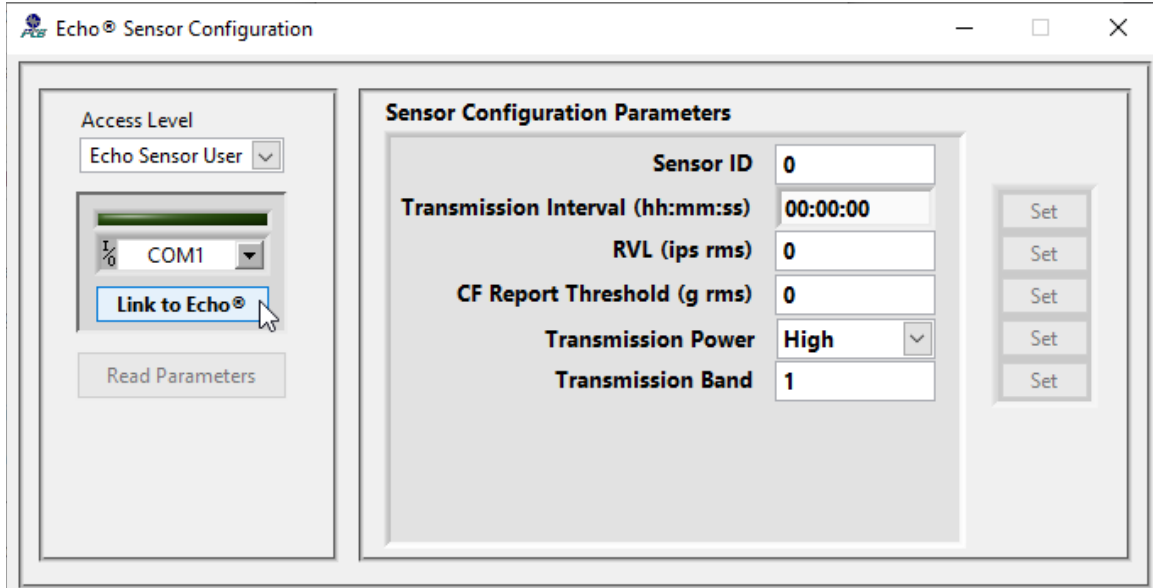 PCB Echo® Sensor Configuration
Access Level
Echo Sensor User
I/O COM1
Link to Echo®
Read Parameters
Sensor Configuration Parameters
Sensor ID 0
Transmission Interval (hh:mm:ss) 00:00:00 Set
RVL (ips rms) 0 Set
CF Report Threshold (g rms) 0 Set
Transmission Power High Set
Transmission Band 1 Set